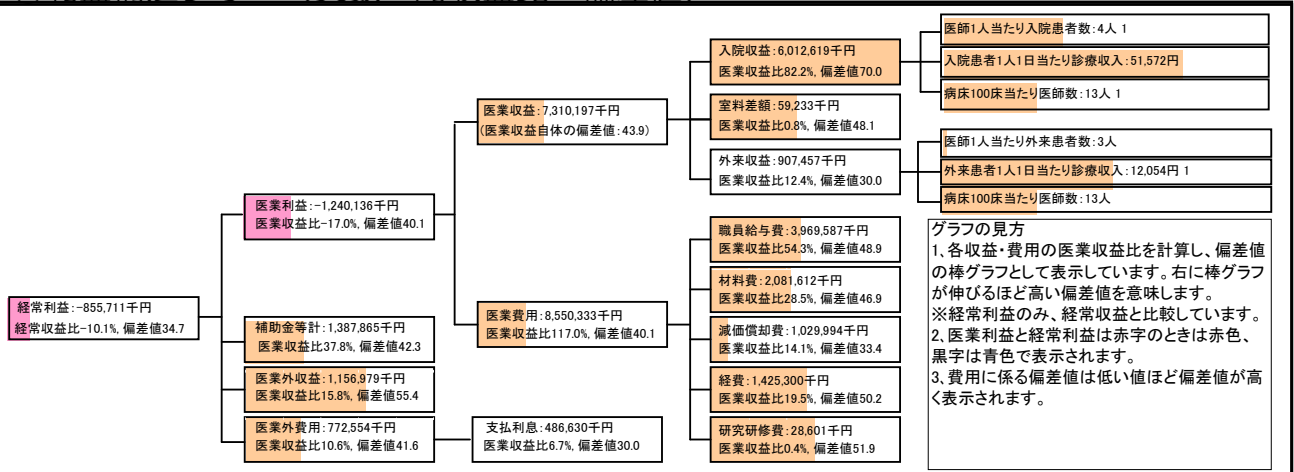 経常利益:-855,711千円
経常収支比-10.1%, 偏差値34.7
医業利益:-1,240,136千円
医業収益比-17.0%, 偏差値40.1
補助金等計:1,387,865千円
医業収益比37.8%, 偏差値42.3
医業外収益:1,156,979千円
医業収益比15.8%, 偏差値55.4
医業外費用:772,554千円
医業収益比10.6%, 偏差値41.6
医業収益:7,310,197千円
(医業収益自体の偏差値:43.9)
医業費用:8,550,333千円
医業収益比117.0%, 偏差値40.1
支払利息:486,630千円
医業収益比6.7%, 偏差値30.0
入院収益:6,012,619千円
医業収益比82.2%, 偏差値70.0
室料差額:59,233千円
医業収益比0.8%, 偏差値48.1
外来収益:907,457千円
医業収益比12.4%, 偏差値30.0
職員給与費:3,969,587千円
医業収益比54.3%, 偏差値48.9
材料費:2,081,612千円
医業収益比28.5%, 偏差値46.9
減価償却費:1,029,994千円
医業収益比14.1%, 偏差値33.4
経費:1,425,300千円
医業収益比19.5%, 偏差値50.2
研究研修費:28,601千円
医業収益比0.4%, 偏差値51.9
医師1人当たり入院患者数:4人 1
入院患者1人1日当たり診療収入:51,572円
病床100床当たり医師数:13人 1
医師1人当たり外来患者数:3人
外来患者1人1日当たり診療収入:12,054円 1
病床100床当たり医師数:13人
グラフの見方
1、各収益・費用の医業収益比を計算し、偏差値
の棒グラフとして表示しています。右に棒グラフ
が伸びるほど高い偏差値を意味します。
※経常利益のみ、経常収益と比較しています。
2、医業利益と経常利益は赤字のときは赤色、
黒字は青色で表示されます。
3、費用に係る偏差値は低い値ほど偏差値が高
く表示されます。